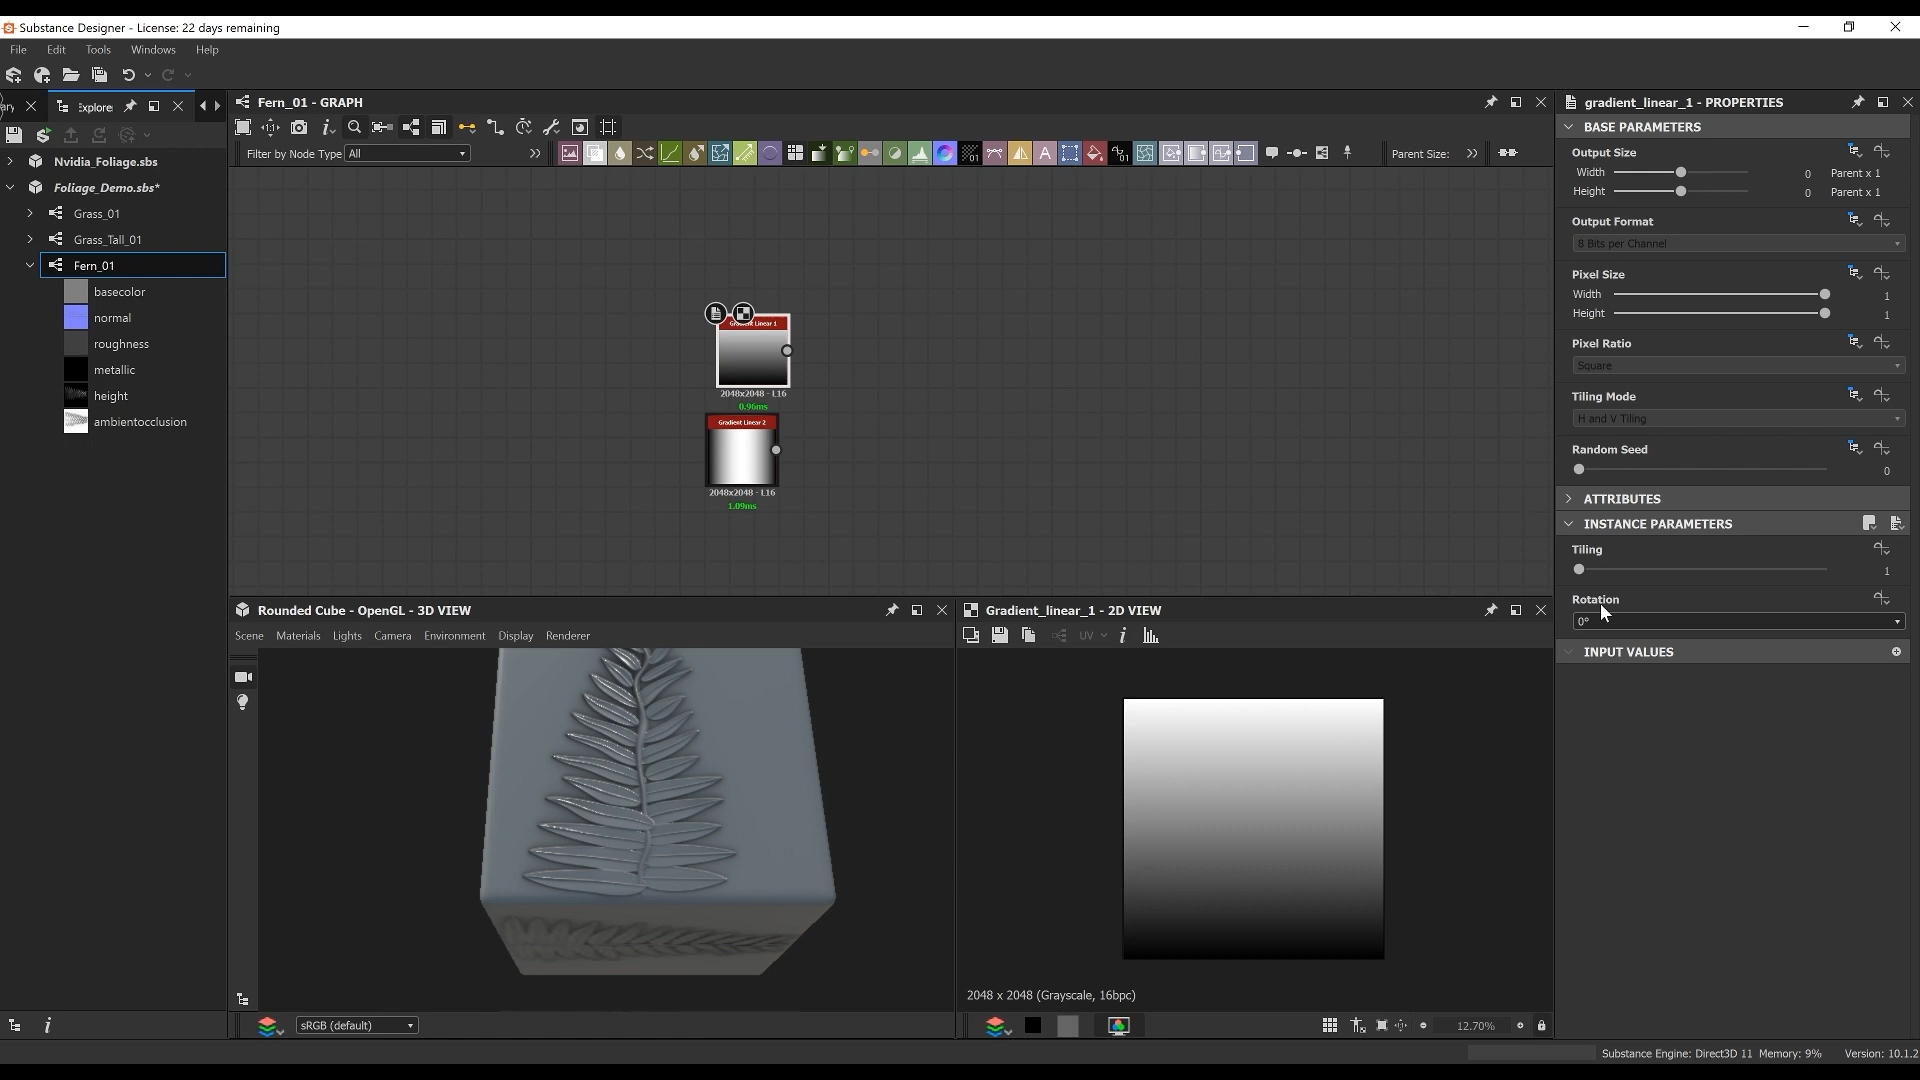 Substance Designer - License: 22 days remaining
File Edit Tools Windows Help
ary Explorer Fern_01 - GRAPH gradient_linear_1 - PROPERTIES
BASE PARAMETERS
Filter by Node Type All Parent Size:
Nvidia_Foliage.sbs
Foliage_Demo.sbs*
Grass_01
Grass_Tall_01
Fern_01
basecolor
normal
roughness
metallic
height
ambientocclusion
Gradient Linear 1
2048x2048 - L16
0.96ms
Gradient Linear 2
2048x2048 - L16
1.09ms
Output Size
Width 0 Parent x 1
Height 0 Parent x 1
Output Format
8 Bits per Channel
Pixel Size
Width 1
Height 1
Pixel Ratio
Square
Tiling Mode
H and V Tiling
Random Seed
0
ATTRIBUTES
INSTANCE PARAMETERS
Tiling
1
Rotation
0°
INPUT VALUES
Rounded Cube - OpenGL - 3D VIEW
Scene Materials Lights Camera Environment Display Renderer
sRGB (default)
Gradient_linear_1 - 2D VIEW
UV
2048 x 2048 (Grayscale, 16bpc)
12.70%
Substance Engine: Direct3D 11 Memory: 9% Version: 10.1.2